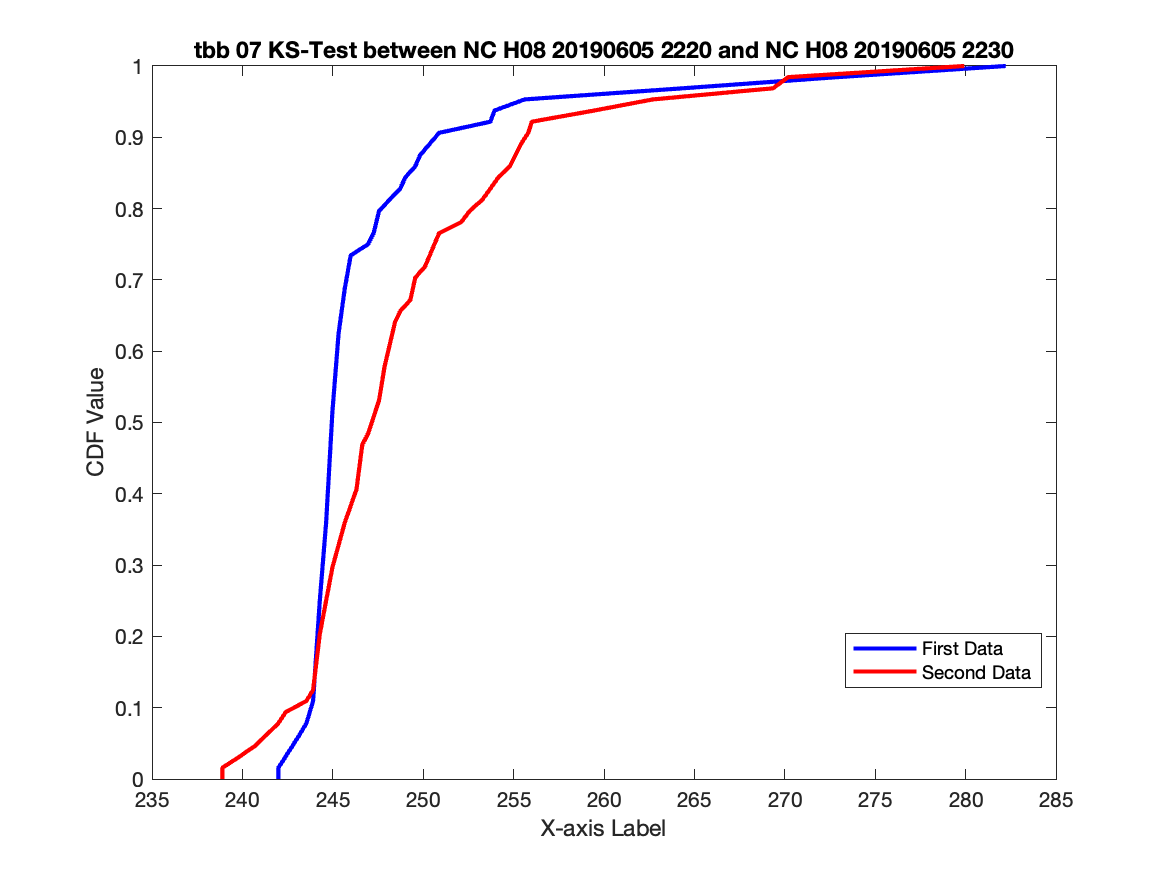 tbb 07 KS-Test between NC H08 20190605 2220 and NC H08 20190605 2230
1
0.9
0.8
0.7
0.6
0.5
0.4
0.3
0.2
0.1
0
CDF Value
First Data
Second Data
235 240 245 250 255 260 265 270 275 280 285
X-axis Label